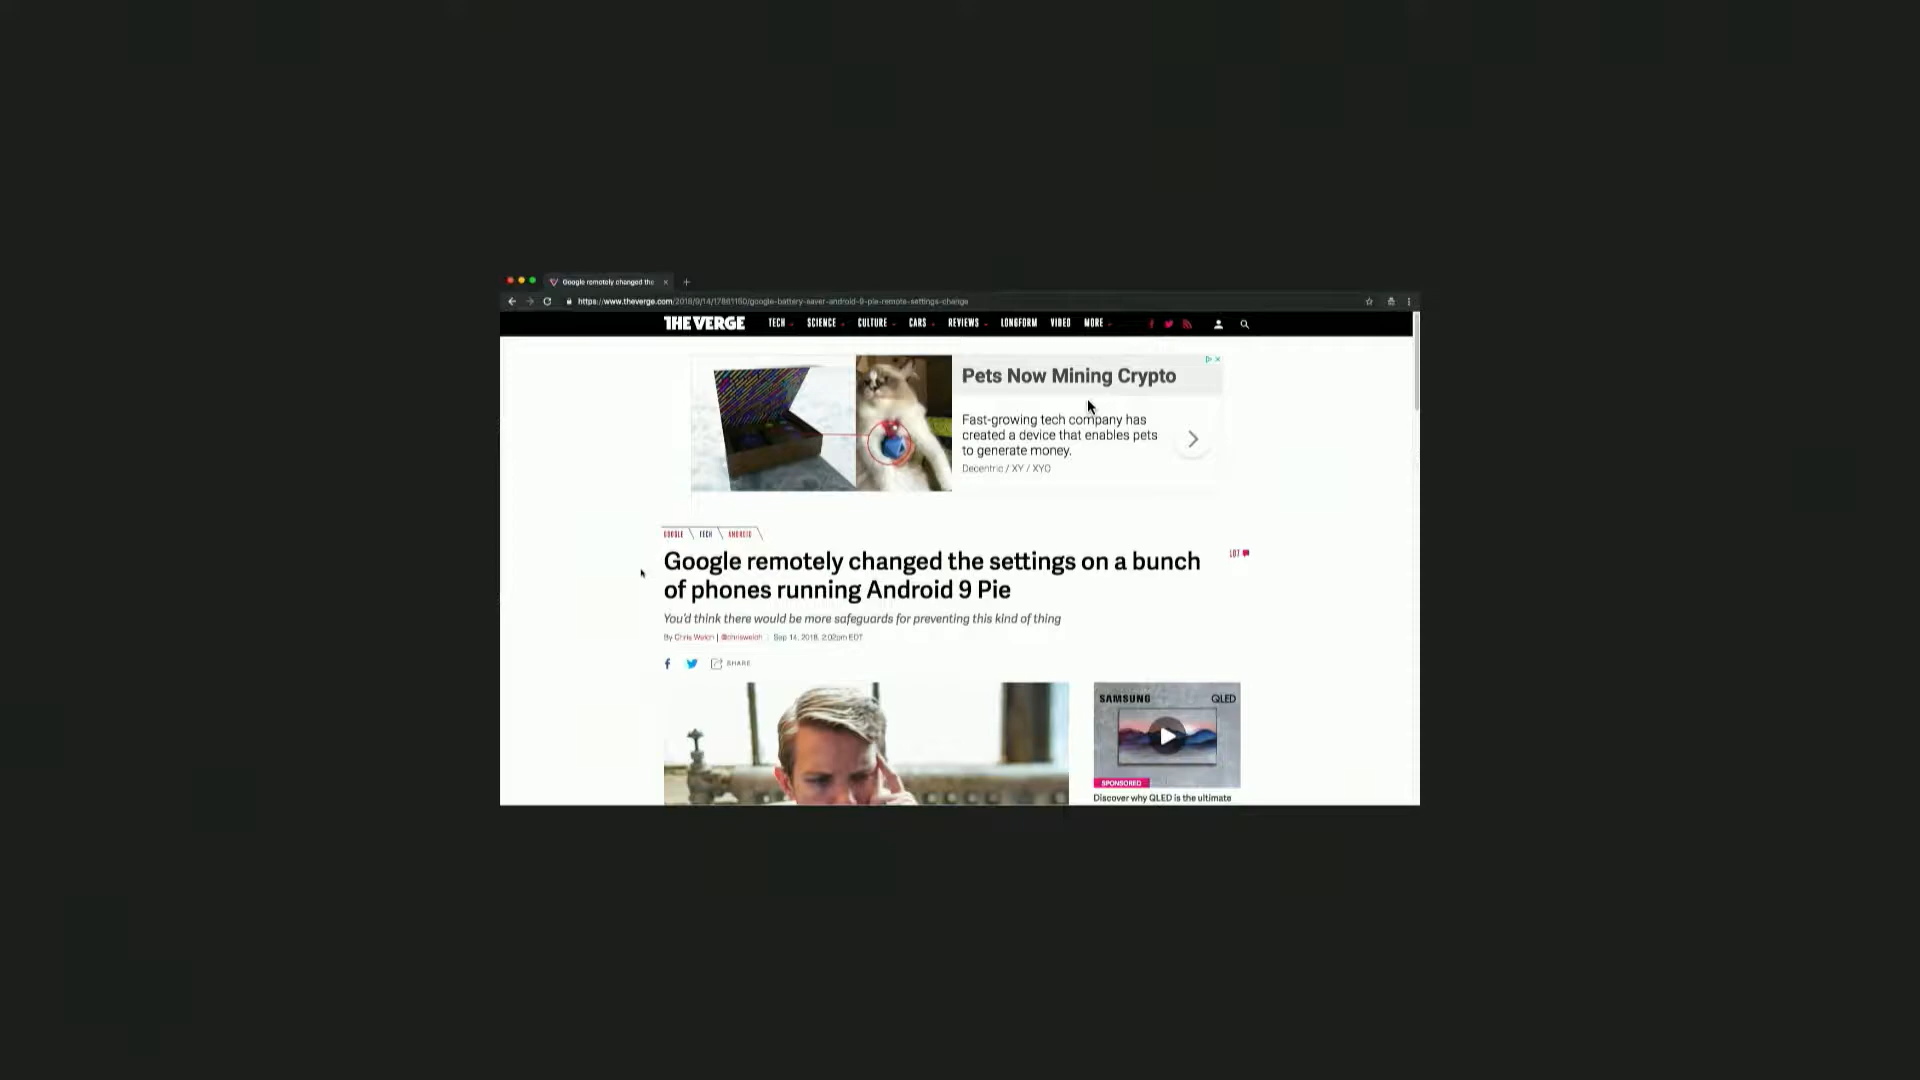 Google remotely changed the
https://www.theverge.com/2018/9/14/17861150/google-battery-saver-android-9-pie-remote-settings-change
THE VERGE TECH SCIENCE CULTURE CARS REVIEWS LONGFORM VIDEO MORE
Pets Now Mining Crypto
Fast-growing tech company has
created a device that enables pets
to generate money.
Decentric / XY / XYO
GOOGLE TECH ANDROID
Google remotely changed the settings on a bunch
of phones running Android 9 Pie
107
You'd think there would be more safeguards for preventing this kind of thing
By Chris Welch | @chriswelch | Sep 14, 2018, 2:02pm EDT
SHARE
SAMSUNG QLED
SPONSORED
Discover why QLED is the ultimate